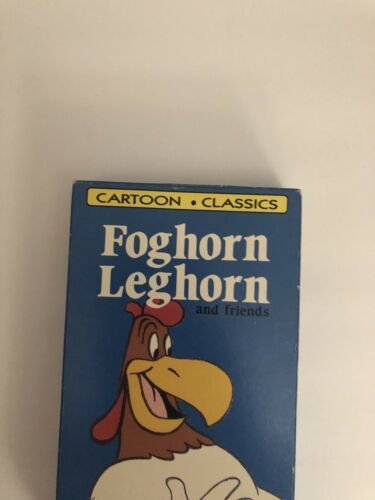 CARTOON • CLASSICS
Foghorn
Leghorn
and friends